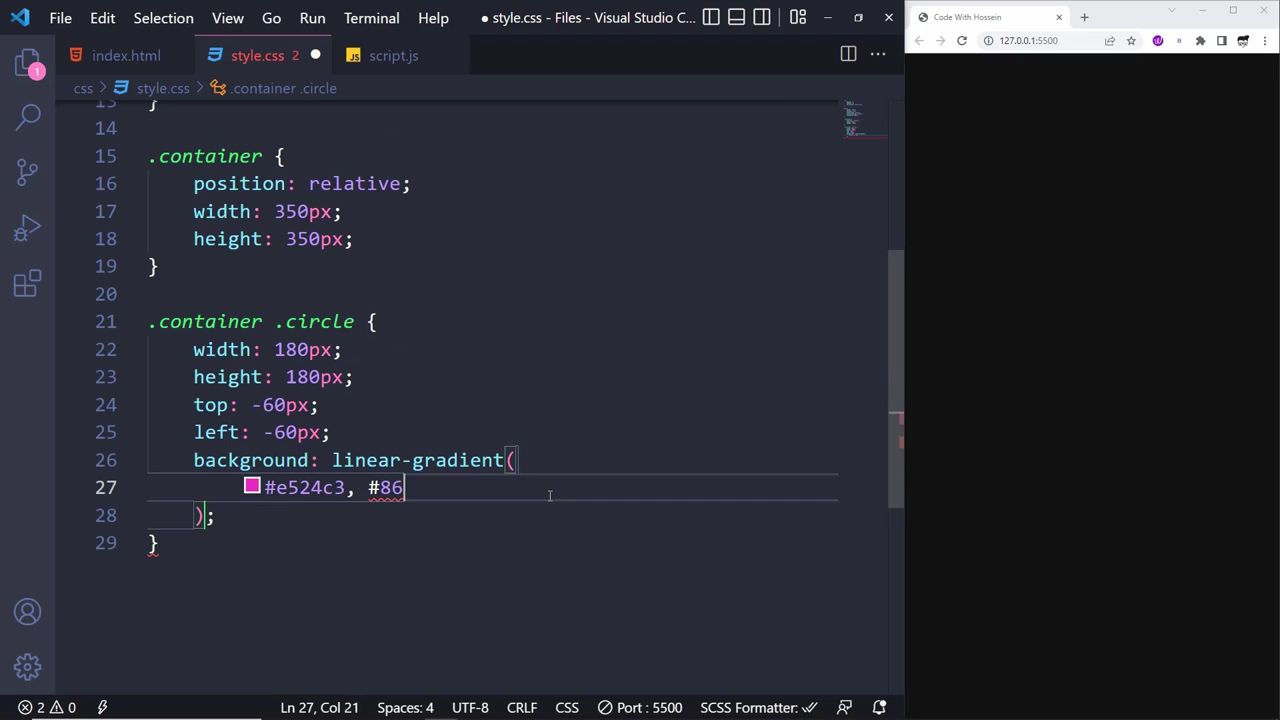 File Edit Selection View Go Run Terminal Help ● style.css - Files - Visual Studio C...
Code With Hossein
127.0.0.1:5500
1
index.html style.css 2 script.js
css > style.css > .container .circle
13 }
14
15 .container {
16 position: relative;
17 width: 350px;
18 height: 350px;
19 }
20
21 .container .circle {
22 width: 180px;
23 height: 180px;
24 top: -60px;
25 left: -60px;
26 background: linear-gradient(
27 #e524c3, #86
28 );
29 }
2 0 Ln 27, Col 21 Spaces: 4 UTF-8 CRLF CSS Port : 5500 SCSS Formatter: